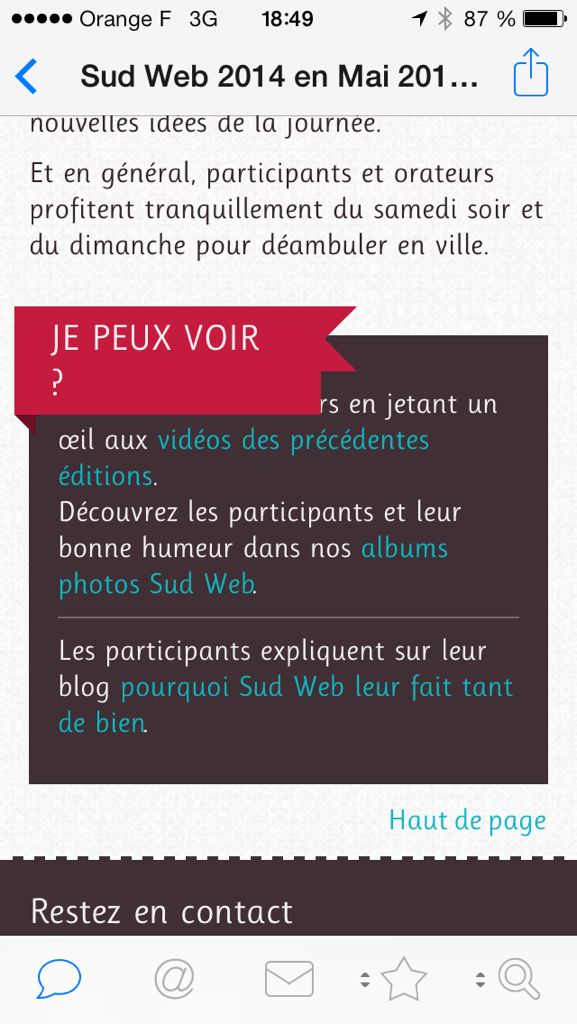 Orange F 3G 18:49 87 %
Sud Web 2014 en Mai 201...
nouvelles idées de la journée.
Et en général, participants et orateurs
profitent tranquillement du samedi soir et
du dimanche pour déambuler en ville.
JE PEUX VOIR
?
rs en jetant un
œil aux vidéos des précédentes
éditions.
Découvrez les participants et leur
bonne humeur dans nos albums
photos Sud Web.
Les participants expliquent sur leur
blog pourquoi Sud Web leur fait tant
de bien.
Haut de page
Restez en contact
@